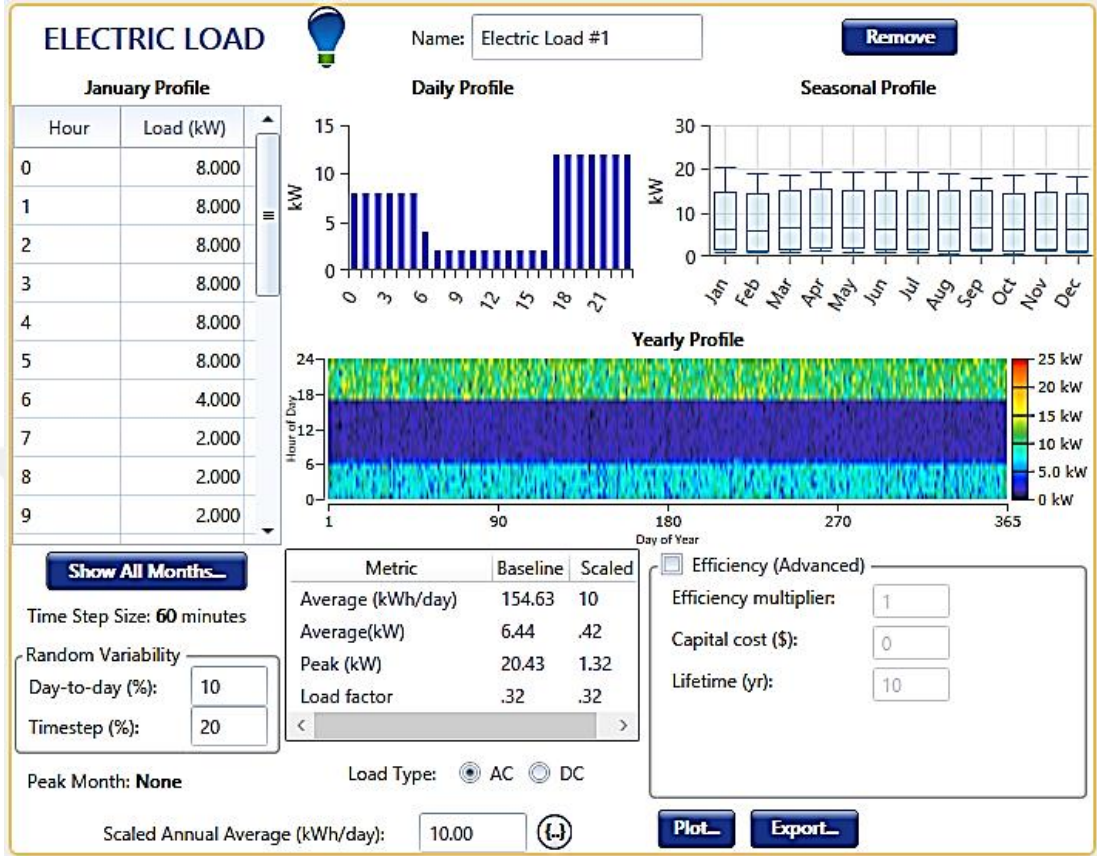 ELECTRIC LOAD
Name: Electric Load #1
Remove
January Profile
Hour Load (kW)
0 8.000
1 8.000
2 8.000
3 8.000
4 8.000
5 8.000
6 4.000
7 2.000
8 2.000
9 2.000
Daily Profile
kW
15
10
5
0
0 3 6 9 12 15 18 21
Seasonal Profile
kW
30
20
10
0
Jan Feb Mar Apr May Jun Jul Aug Sep Oct Nov Dec
Yearly Profile
Hour of Day
24
18
12
6
0
1 90 180 270 365
Day of Year
25 kW
20 kW
15 kW
10 kW
5.0 kW
0 kW
Show All Months...
Time Step Size: 60 minutes
Random Variability
Day-to-day (%): 10
Timestep (%): 20
Peak Month: None
Metric Baseline Scaled
Average (kWh/day) 154.63 10
Average(kW) 6.44 .42
Peak (kW) 20.43 1.32
Load factor .32 .32
Load Type: AC DC
Efficiency (Advanced)
Efficiency multiplier: 1
Capital cost ($): 0
Lifetime (yr): 10
Scaled Annual Average (kWh/day): 10.00 {..}
Plot... Export...